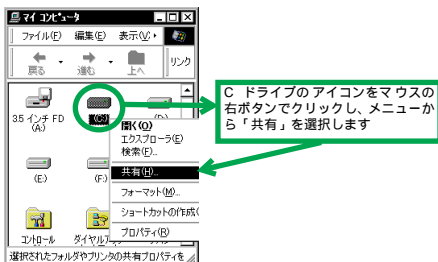 マイ コンピュータ
ファイル(F) 編集(E) 表示(V)
戻る 進む 上へ リンク
3.5 インチ FD
(A:)
(C:)
(D:)
開く(O)
エクスプローラ(E)
検索(F)...
(E:)
(F:)
共有(H)...
フォーマット(M)...
ショートカットの作成(
プロパティ(R)
コントロール
ダイヤルア
選択されたフォルダやプリンタの共有プロパティを
C ドライブのアイコンをマウスの
右ボタンでクリックし、メニューか
ら「共有」を選択します